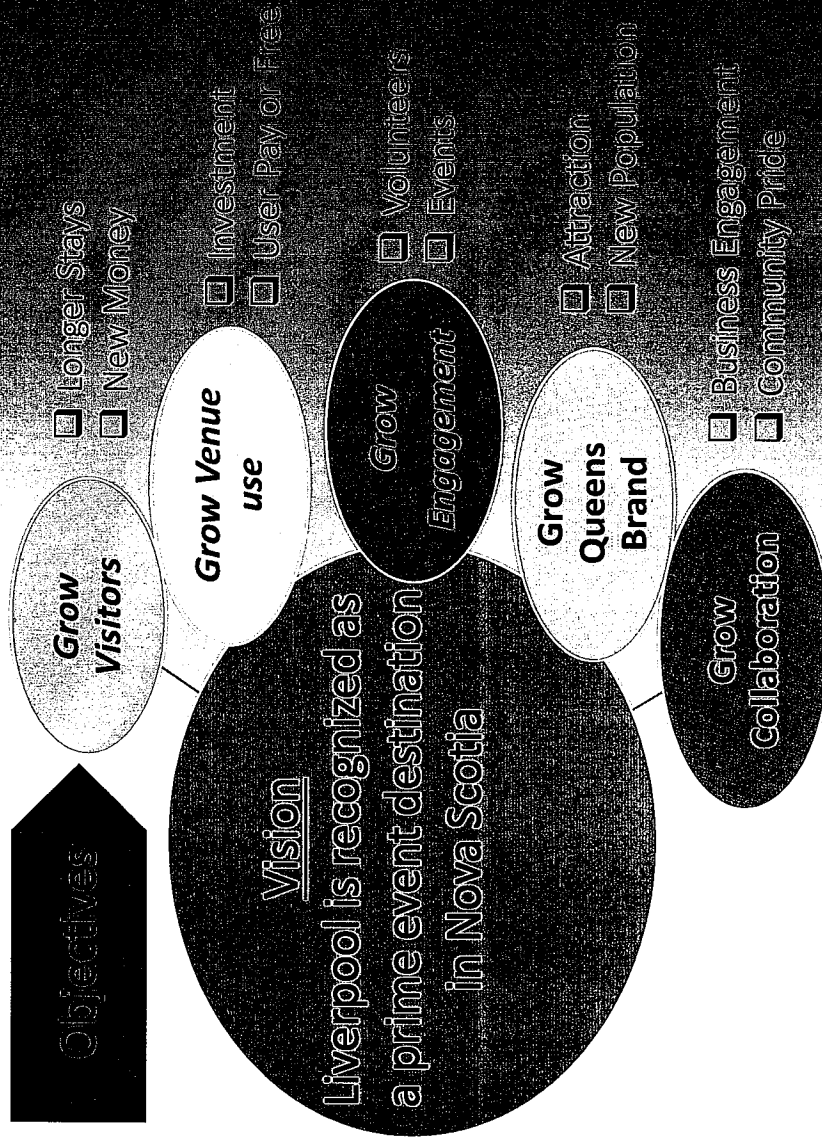 Objectives
Vision
Liverpool is recognized as
a prime event destination
in Nova Scotia
Grow
Visitors
❑ Longer Stays
❑ New Money
Grow Venue
use
❑ Investment
❑ User Pay or Free
Grow
Engagement
❑ Volunteers
❑ Events
Grow
Queens
Brand
❑ Attraction
❑ New Population
Grow
Collaboration
❑ Business Engagement
❑ Community Pride